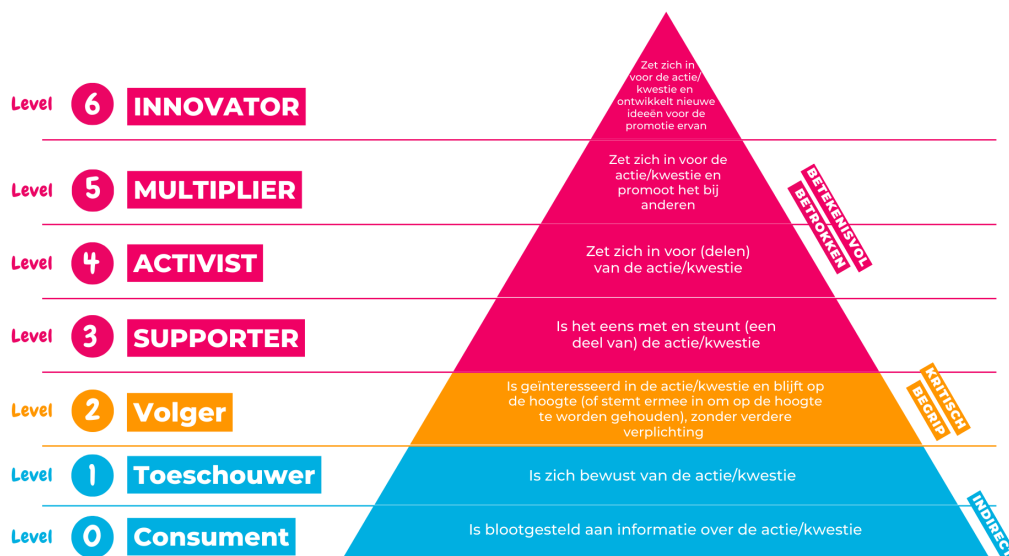 Level 6 INNOVATOR
Zet zich in
voor de actie/
kwestie en
ontwikkelt nieuwe
ideeën voor de
promotie ervan
Level 5 MULTIPLIER
Zet zich in voor de
actie/kwestie en
promoot het bij
anderen
BETEKENISVOL
BETROKKEN
Level 4 ACTIVIST
Zet zich in voor (delen)
van de actie/kwestie
Level 3 SUPPORTER
Is het eens met en steunt (een
deel van) de actie/kwestie
Level 2 Volger
Is geïnteresseerd in de actie/kwestie en blijft op
de hoogte (of stemt ermee in om op de hoogte
te worden gehouden), zonder verdere
verplichting
KRITISCH
BEGRIP
Level 1 Toeschouwer
Is zich bewust van de actie/kwestie
Level 0 Consument
Is blootgesteld aan informatie over de actie/kwestie
INDIRECT